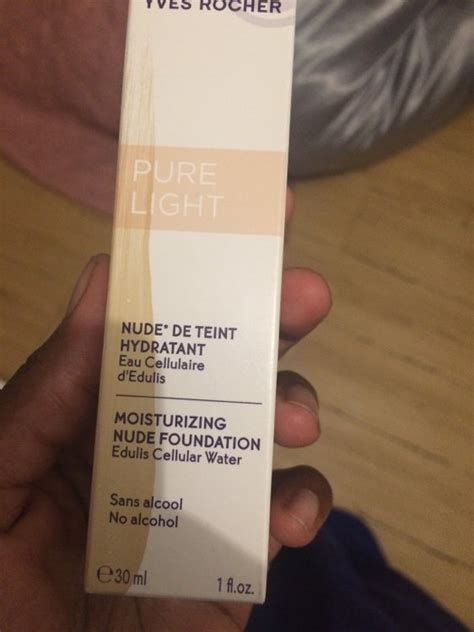 YVES ROCHER
PURE
LIGHT
NUDE* DE TEINT
HYDRATANT
Eau Cellulaire
d'Edulis
MOISTURIZING
NUDE FOUNDATION
Edulis Cellular Water
Sans alcool
No alcohol
℮30 ml 1 fl.oz.